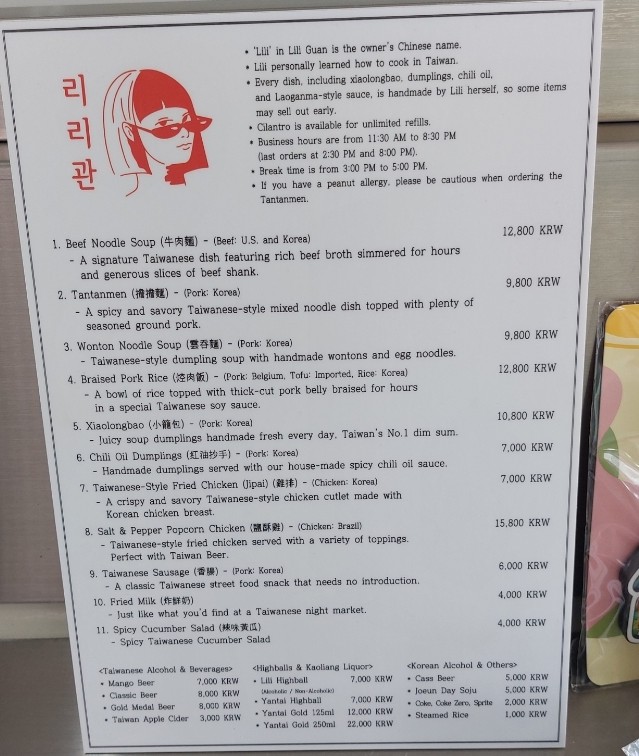 리
리
관
• 'Lili' in Lili Guan is the owner's Chinese name.
• Lili personally learned how to cook in Taiwan.
• Every dish, including xiaolongbao, dumplings, chili oil,
and Laoganma-style sauce, is handmade by Lili herself, so some items
may sell out early.
• Cilantro is available for unlimited refills.
• Business hours are from 11:30 AM to 8:30 PM
(last orders at 2:30 PM and 8:00 PM).
• Break time is from 3:00 PM to 5:00 PM.
• If you have a peanut allergy, please be cautious when ordering the
Tantanmen.
1. Beef Noodle Soup (牛肉麵) - (Beef: U.S. and Korea) 12,800 KRW
- A signature Taiwanese dish featuring rich beef broth simmered for hours
and generous slices of beef shank.
2. Tantanmen (擔擔麵) - (Pork: Korea) 9,800 KRW
- A spicy and savory Taiwanese-style mixed noodle dish topped with plenty of
seasoned ground pork.
3. Wonton Noodle Soup (雲吞麵) - (Pork: Korea) 9,800 KRW
- Taiwanese-style dumpling soup with handmade wontons and egg noodles.
4. Braised Pork Rice (焢肉飯) - (Pork: Belgium, Tofu: Imported, Rice: Korea) 12,800 KRW
- A bowl of rice topped with thick-cut pork belly braised for hours
in a special Taiwanese soy sauce.
5. Xiaolongbao (小籠包) - (Pork: Korea) 10,800 KRW
- Juicy soup dumplings handmade fresh every day. Taiwan's No.1 dim sum.
6. Chili Oil Dumplings (紅油抄手) - (Pork: Korea) 7,000 KRW
- Handmade dumplings served with our house-made spicy chili oil sauce.
7. Taiwanese-Style Fried Chicken (Jipai) (雞排) - (Chicken: Korea) 7,000 KRW
- A crispy and savory Taiwanese-style chicken cutlet made with
Korean chicken breast.
8. Salt & Pepper Popcorn Chicken (鹽酥雞) - (Chicken: Brazil) 15,800 KRW
- Taiwanese-style fried chicken served with a variety of toppings.
Perfect with Taiwan Beer.
9. Taiwanese Sausage (香腸) - (Pork: Korea) 6,000 KRW
- A classic Taiwanese street food snack that needs no introduction.
10. Fried Milk (炸鮮奶) 4,000 KRW
- Just like what you'd find at a Taiwanese night market.
11. Spicy Cucumber Salad (辣味黃瓜) 4,000 KRW
- Spicy Taiwanese Cucumber Salad
<Taiwanese Alcohol & Beverages>
• Mango Beer 7,000 KRW
• Classic Beer 8,000 KRW
• Gold Medal Beer 8,000 KRW
• Taiwan Apple Cider 3,000 KRW
<Highballs & Kaoliang Liquor>
• Lili Highball 7,000 KRW
(Alcoholic / Non-Alcoholic)
• Yantai Highball 7,000 KRW
• Yantai Gold 125ml 12,000 KRW
• Yantai Gold 250ml 22,000 KRW
<Korean Alcohol & Others>
• Cass Beer 5,000 KRW
• Joeun Day Soju 5,000 KRW
• Coke, Coke Zero, Sprite 2,000 KRW
• Steamed Rice 1,000 KRW